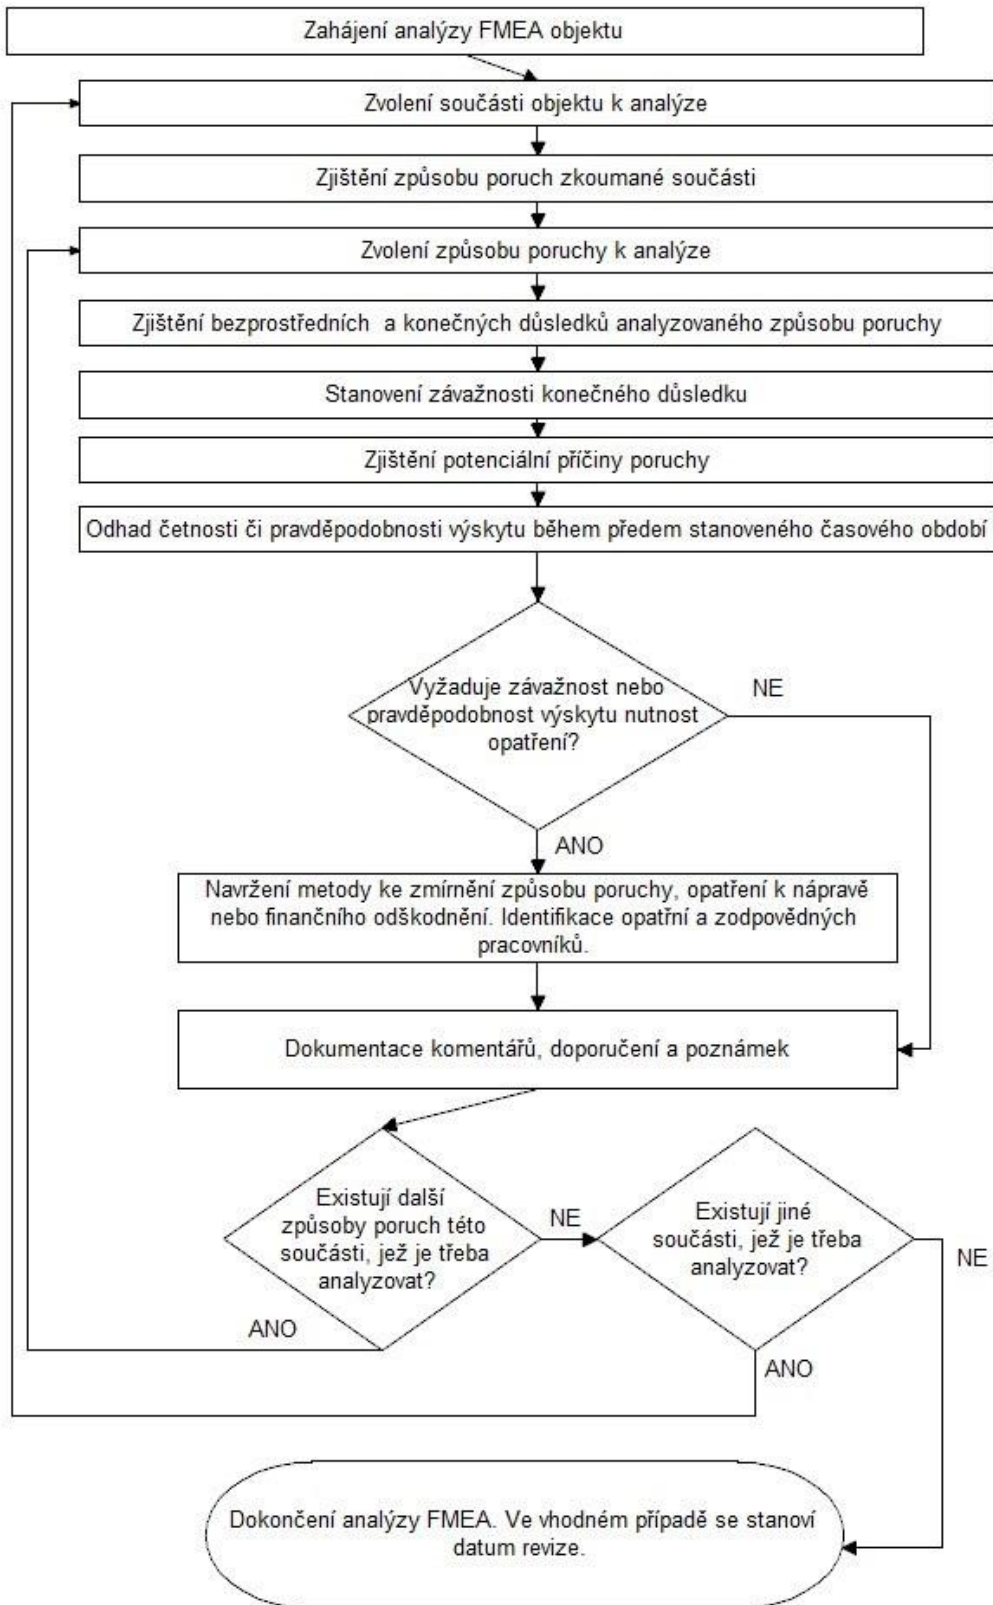 Zahájení analýzy FMEA objektu
Zvolení součásti objektu k analýze
Zjištění způsobu poruch zkoumané součásti
Zvolení způsobu poruchy k analýze
Zjištění bezprostředních a konečných důsledků analyzovaného způsobu poruchy
Stanovení závažnosti konečného důsledku
Zjištění potenciální příčiny poruchy
Odhad četnosti či pravděpodobnosti výskytu během předem stanoveného časového období
Vyžaduje závažnost nebo
pravděpodobnost výskytu nutnost
opatření?
NE
ANO
Navržení metody ke zmírnění způsobu poruchy, opatření k nápravě
nebo finančního odškodnění. Identifikace opatřní a zodpovědných
pracovníků.
Dokumentace komentářů, doporučení a poznámek
Existují další
způsoby poruch této
součásti, jež je třeba
analyzovat?
NE
ANO
Existují jiné
součásti, jež je třeba
analyzovat?
NE
ANO
Dokončení analýzy FMEA. Ve vhodném případě se stanoví
datum revize.